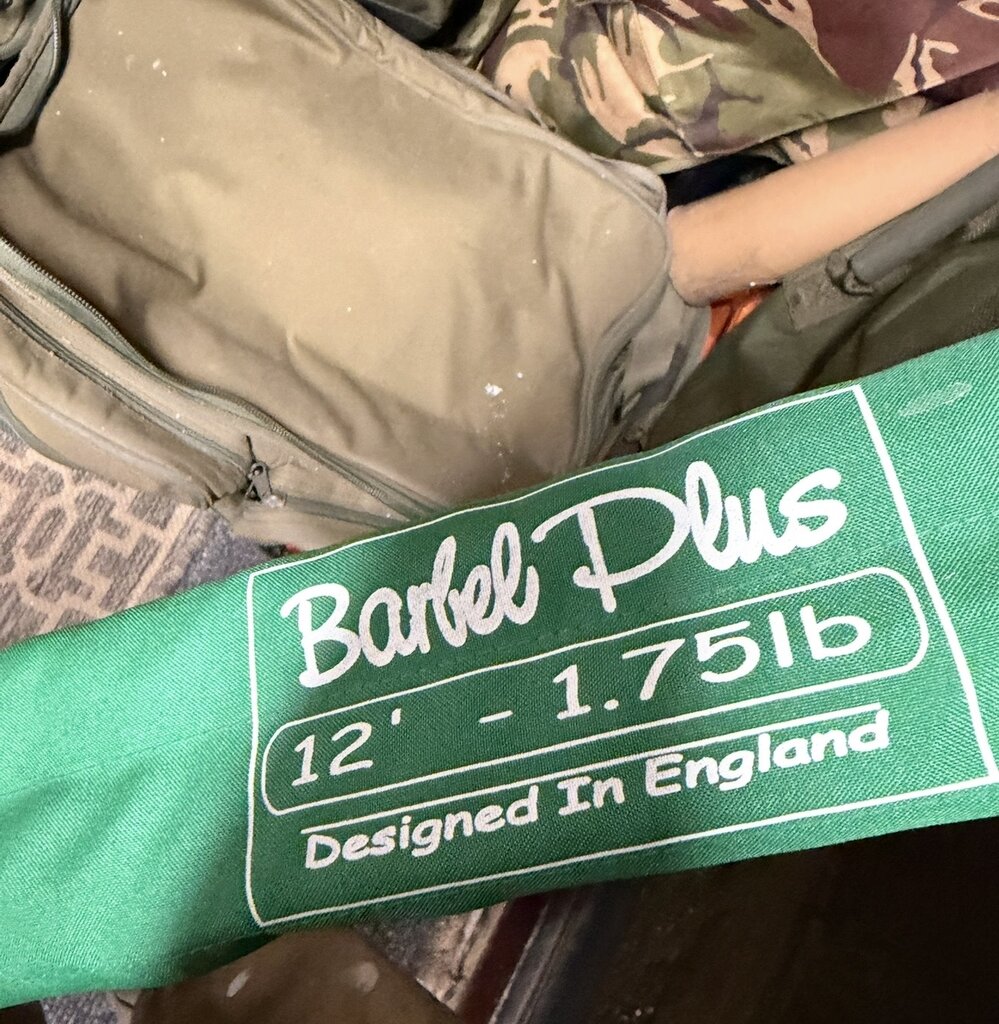 Barbel Plus
12' - 1.75lb
Designed In England